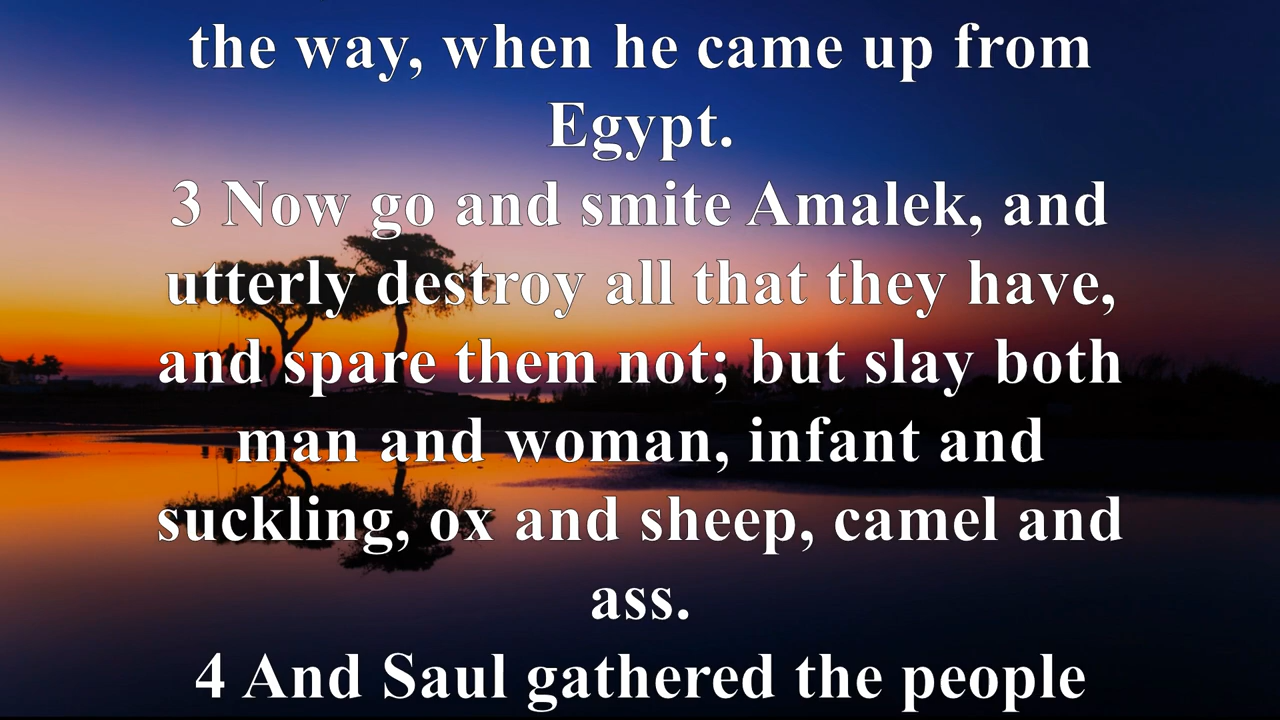 the way, when he came up from
Egypt.
3 Now go and smite Amalek, and
utterly destroy all that they have,
and spare them not; but slay both
man and woman, infant and
suckling, ox and sheep, camel and
ass.
4 And Saul gathered the people